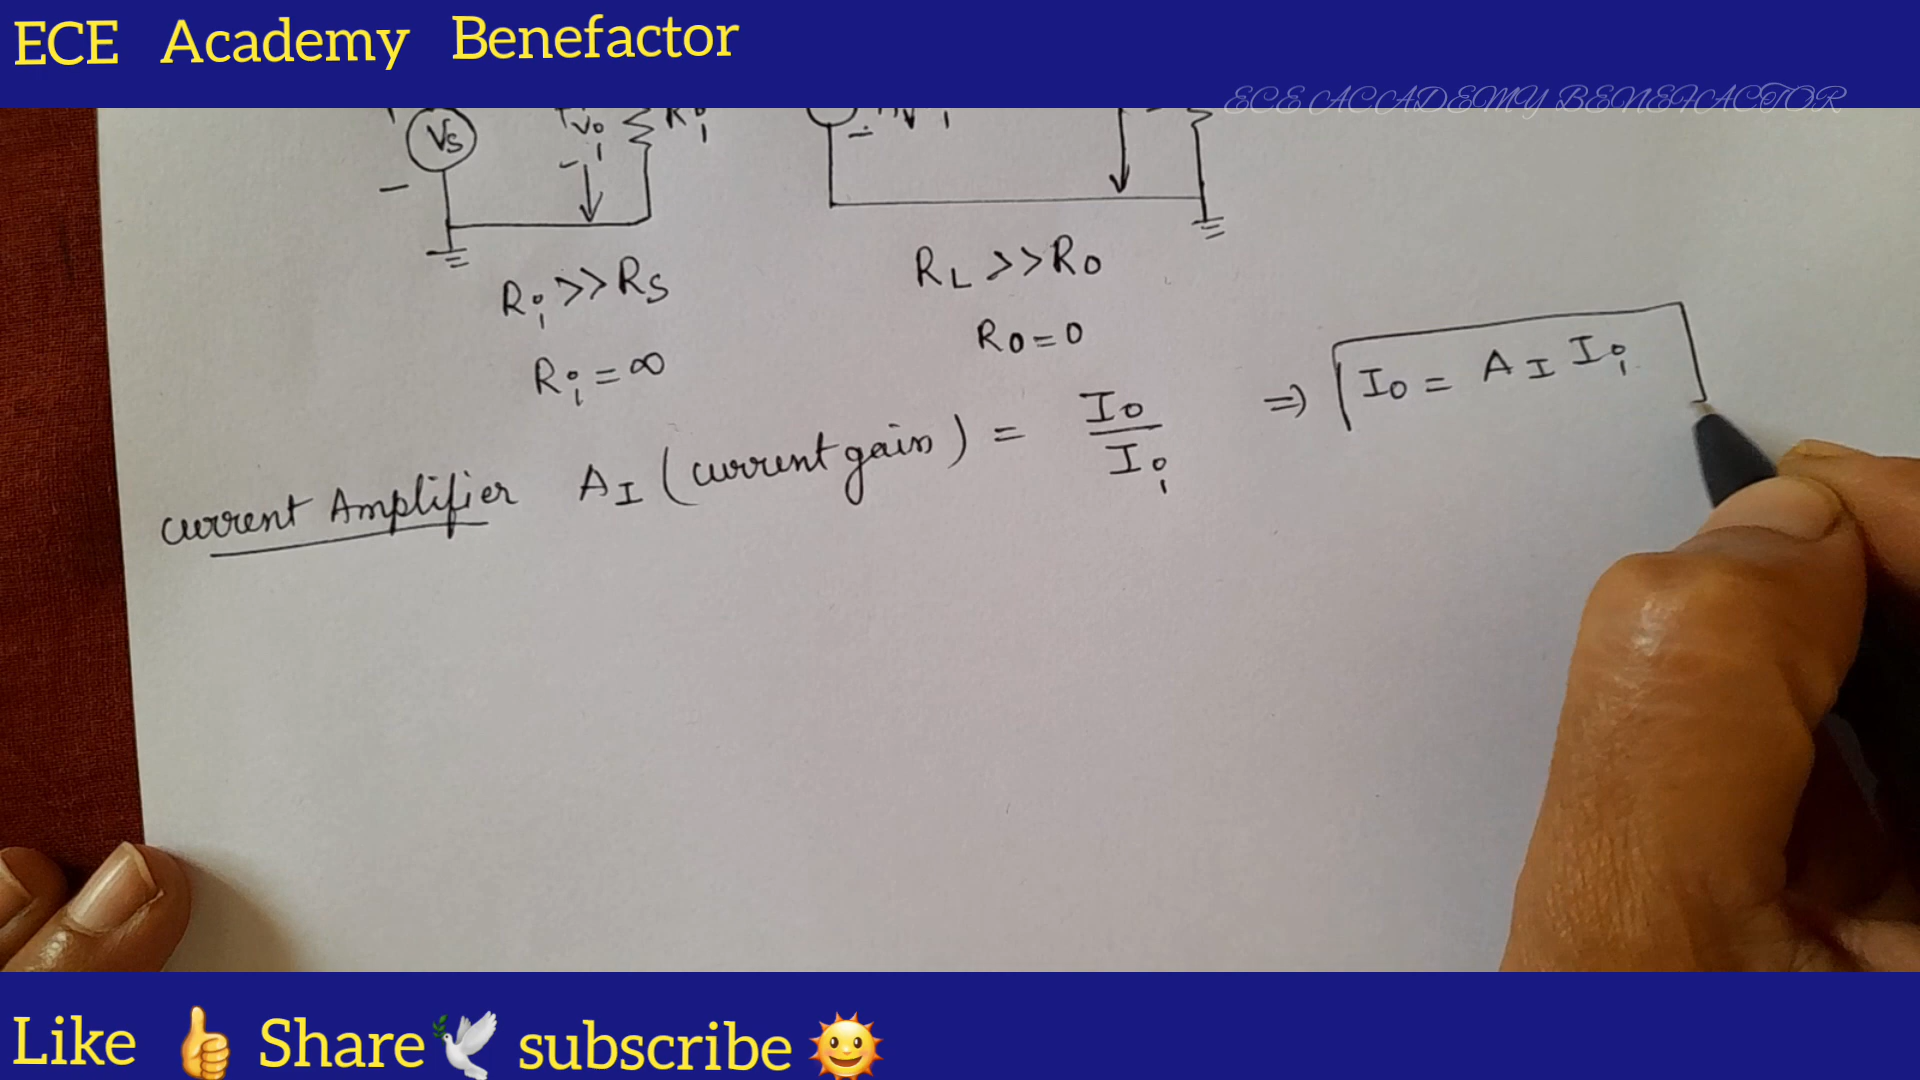 ECE Academy Benefactor
ECE ACCADEMY BENEFACTOR
Vs Vi Ri
Ri >> Rs
Ri = ∞
RL >> Ro
Ro = 0
Current Amplifier AI (current gain) = Io / Ii ⇒ Io = AI Ii
Like 👍 Share 🕊 subscribe 🌞